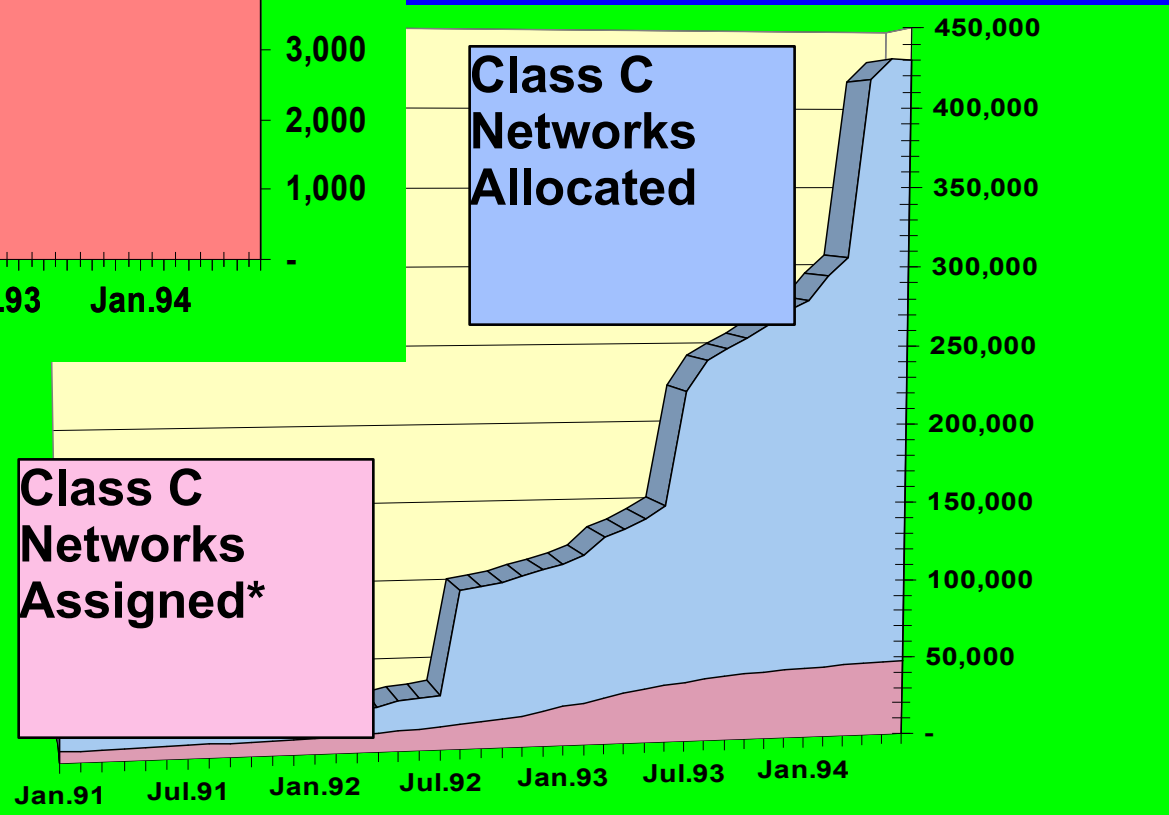 3,000
2,000
1,000
-
.93 Jan.94
Class C
Networks
Allocated
Class C
Networks
Assigned*
450,000
400,000
350,000
300,000
250,000
200,000
150,000
100,000
50,000
-
Jan.91 Jul.91 Jan.92 Jul.92 Jan.93 Jul.93 Jan.94